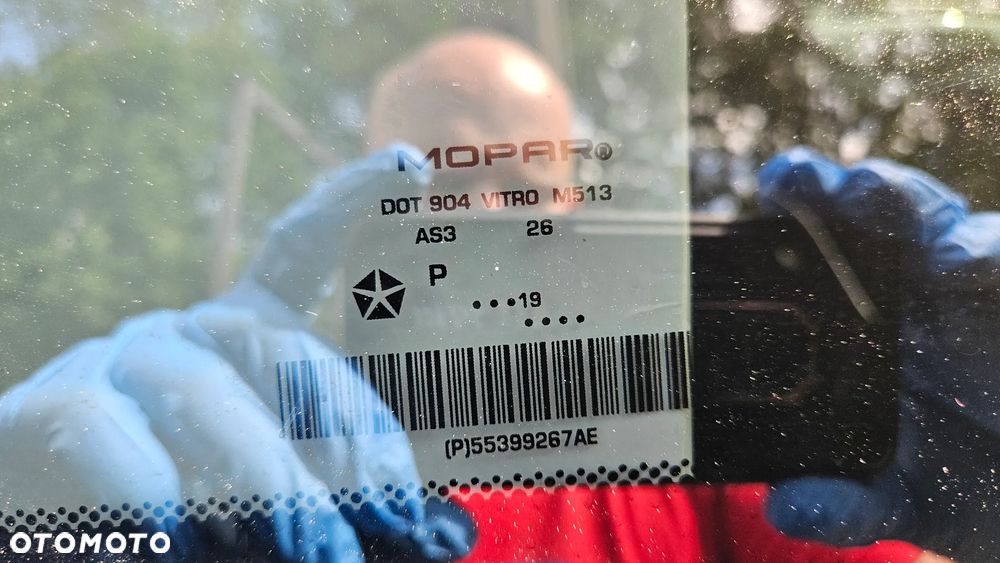 MOPAR®
DOT 904 VITRO M513
AS3 26
P
•••19
••••
(P)55399267AE
OTOMOTO